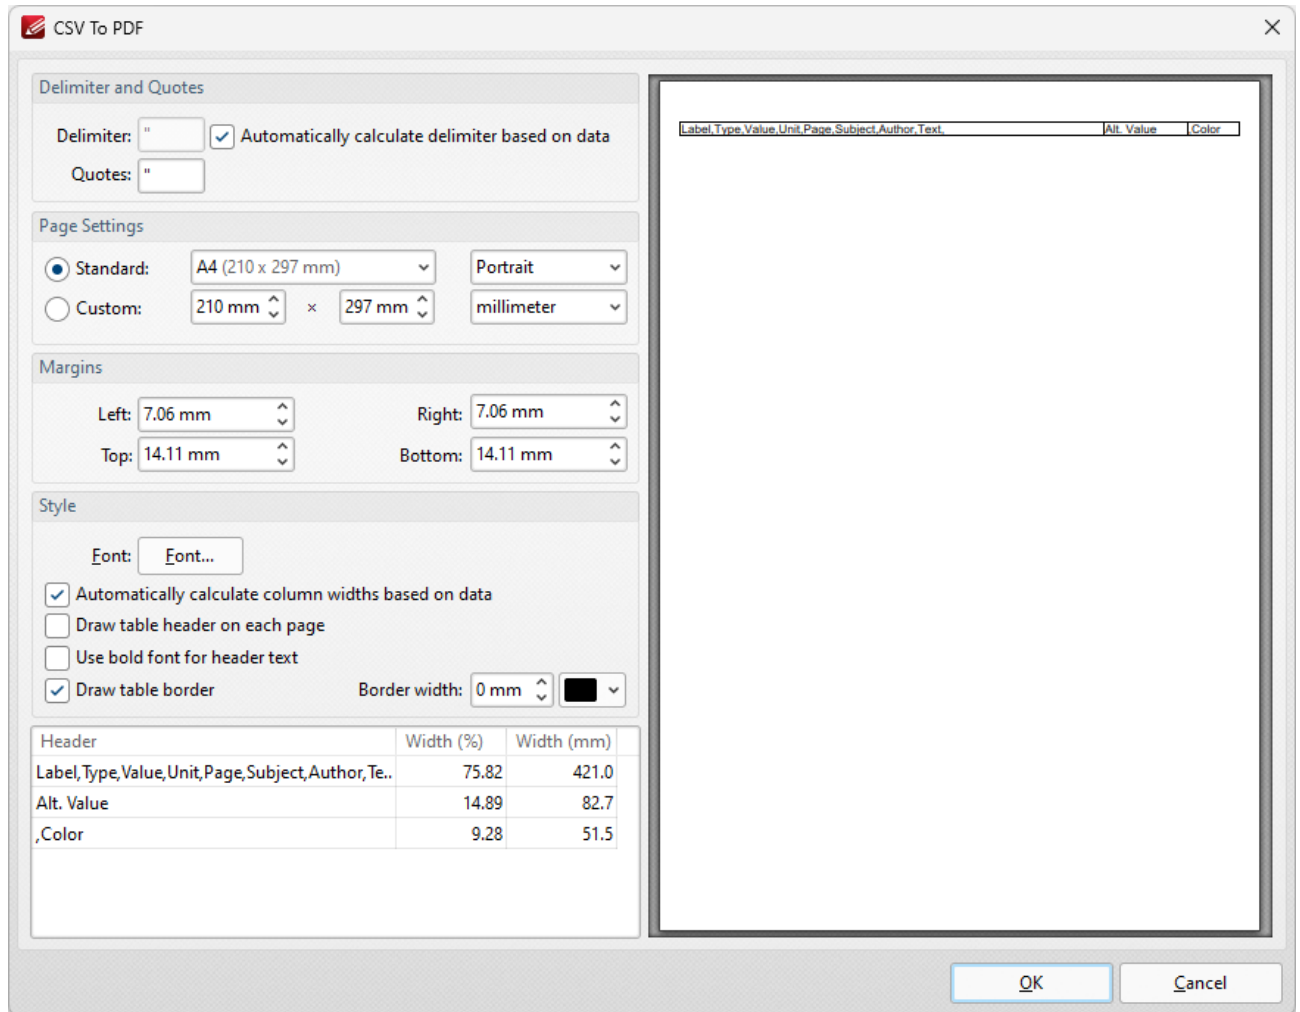 CSV To PDF
Delimiter and Quotes
Delimiter: " Automatically calculate delimiter based on data
Quotes: "
Page Settings
Standard: A4 (210 x 297 mm) Portrait
Custom: 210 mm × 297 mm millimeter
Margins
Left: 7.06 mm Right: 7.06 mm
Top: 14.11 mm Bottom: 14.11 mm
Style
Font: Font...
Automatically calculate column widths based on data
Draw table header on each page
Use bold font for header text
Draw table border Border width: 0 mm
Header Width (%) Width (mm)
Label,Type,Value,Unit,Page,Subject,Author,Te.. 75.82 421.0
Alt. Value 14.89 82.7
,Color 9.28 51.5
Label,Type,Value,Unit,Page,Subject,Author,Text, Alt. Value ,Color
OK Cancel